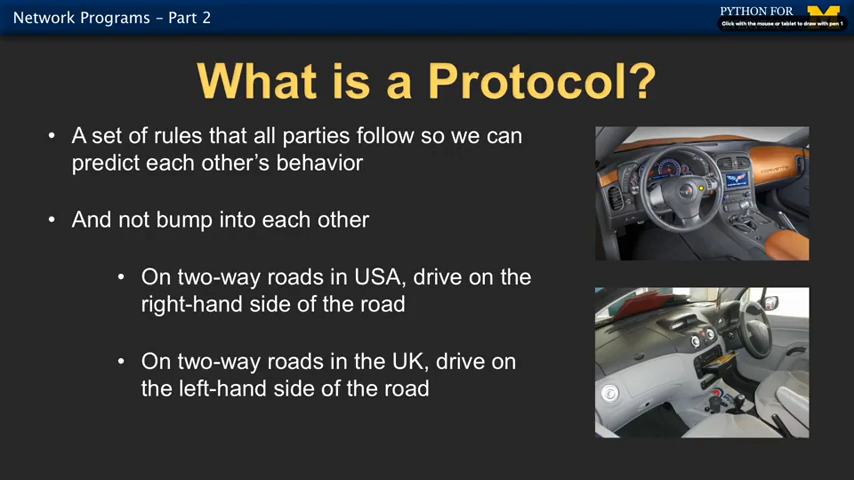 Network Programs – Part 2
PYTHON FOR
Click with the mouse or tablet to draw with pen 1
What is a Protocol?
• A set of rules that all parties follow so we can
predict each other’s behavior
• And not bump into each other
• On two-way roads in USA, drive on the
right-hand side of the road
• On two-way roads in the UK, drive on
the left-hand side of the road